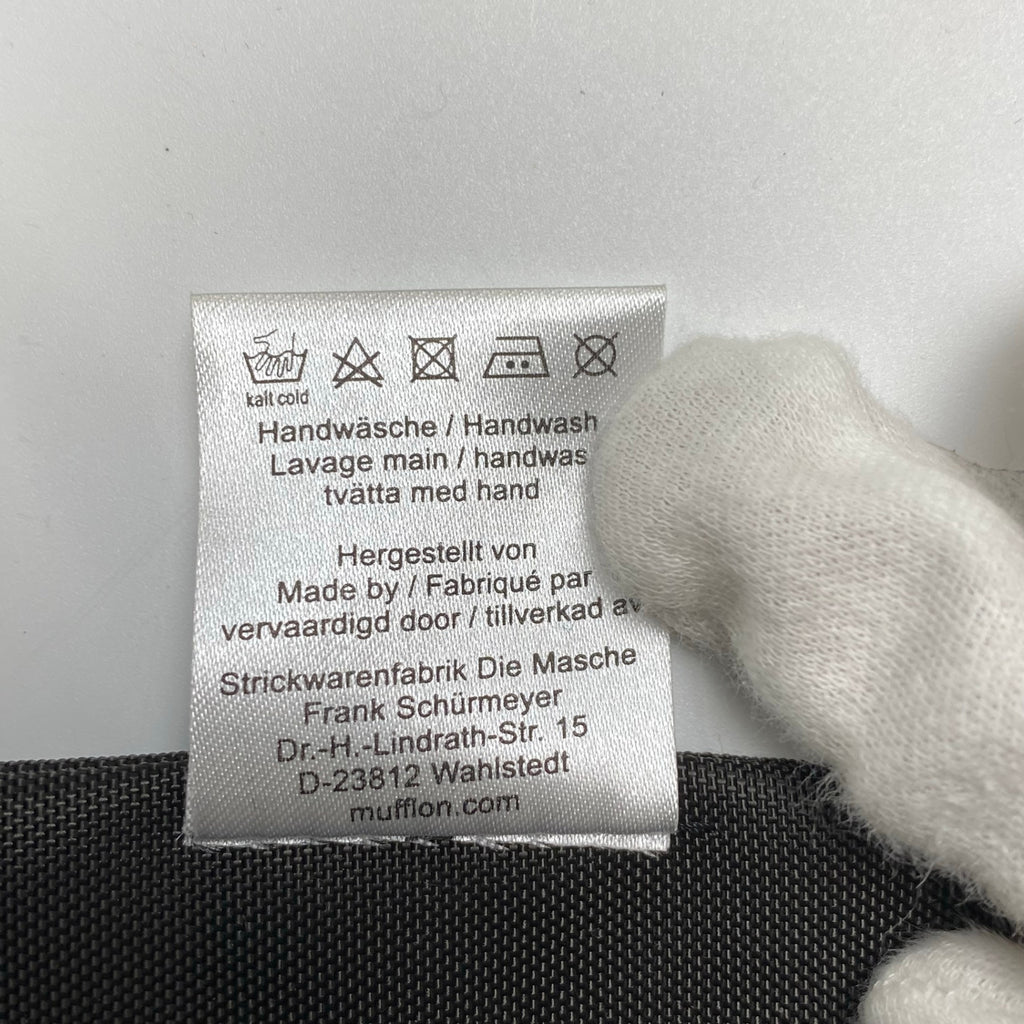 kalt cold
Handwäsche / Handwash
Lavage main / handwas
tvätta med hand
Hergestellt von
Made by / Fabriqué par
vervaardigd door / tillverkad av
Strickwarenfabrik Die Masche
Frank Schürmeyer
Dr.-H.-Lindrath-Str. 15
D-23812 Wahlstedt
mufflon.com